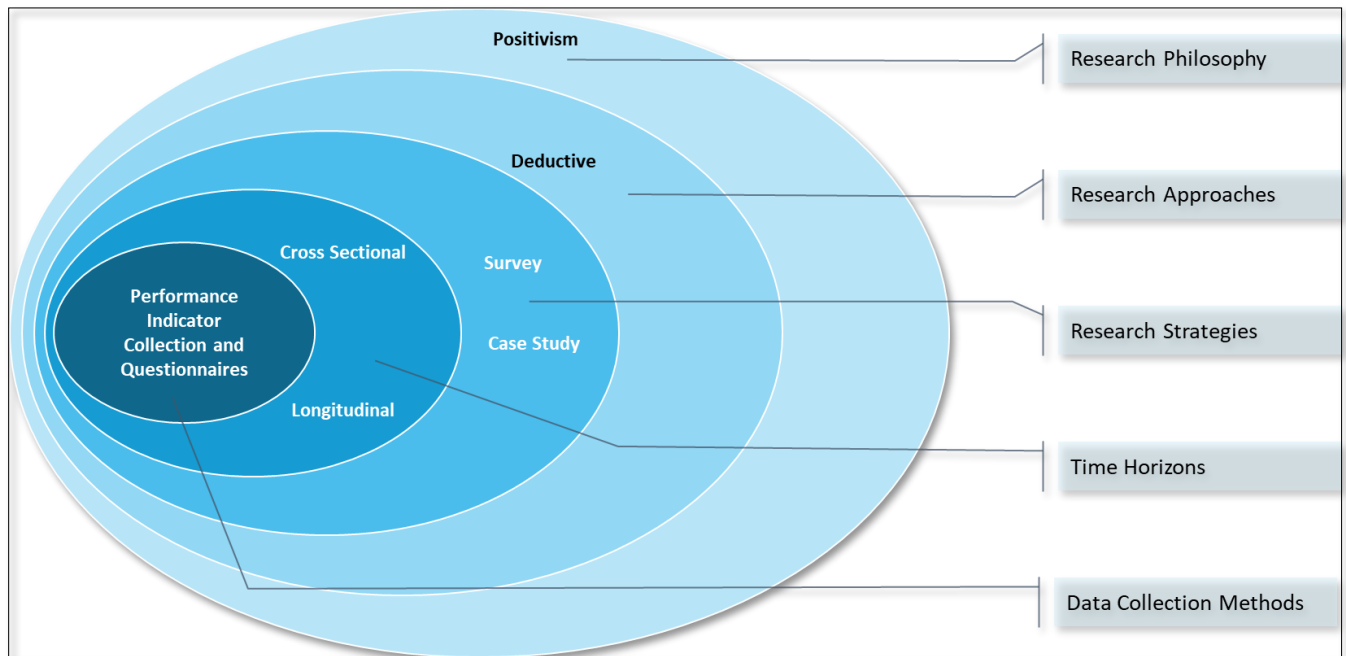 Positivism
Research Philosophy
Deductive
Research Approaches
Cross Sectional
Survey
Performance
Indicator
Collection and
Questionnaires
Case Study
Research Strategies
Longitudinal
Time Horizons
Data Collection Methods